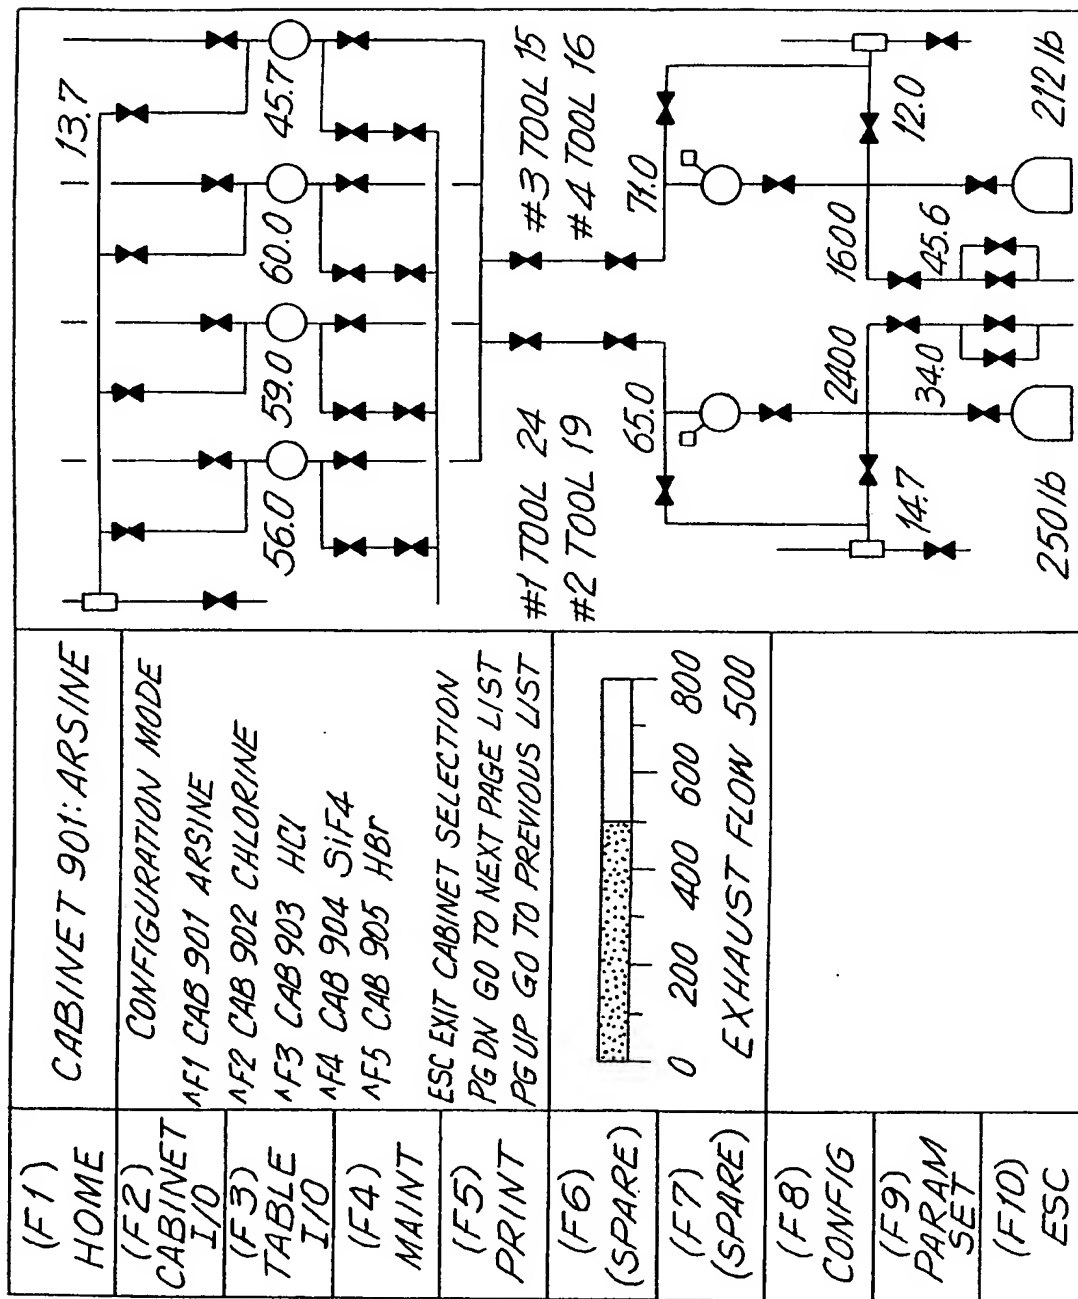 (F1)
HOME
(F2)
CABINET
I/O
(F3)
TABLE
I/O
(F4)
MAINT
(F5)
PRINT
(F6)
(SPARE)
(F7)
(SPARE)
(F8)
CONFIG
(F9)
PARAM
SET
(F10)
ESC
CABINET 901: ARSINE
CONFIGURATION MODE
^F1 CAB 901 ARSINE
^F2 CAB 902 CHLORINE
^F3 CAB 903 HCl
^F4 CAB 904 SiF4
^F5 CAB 905 HBr
ESC EXIT CABINET SELECTION
PG DN GO TO NEXT PAGE LIST
PG UP GO TO PREVIOUS LIST
0 200 400 600 800
EXHAUST FLOW 500
13.7
56.0 59.0 60.0 45.7
#1 TOOL 24
#2 TOOL 19
#3 TOOL 15
#4 TOOL 16
65.0 71.0
2400 1600
14.7 12.0
34.0 45.6
250 lb 212 lb